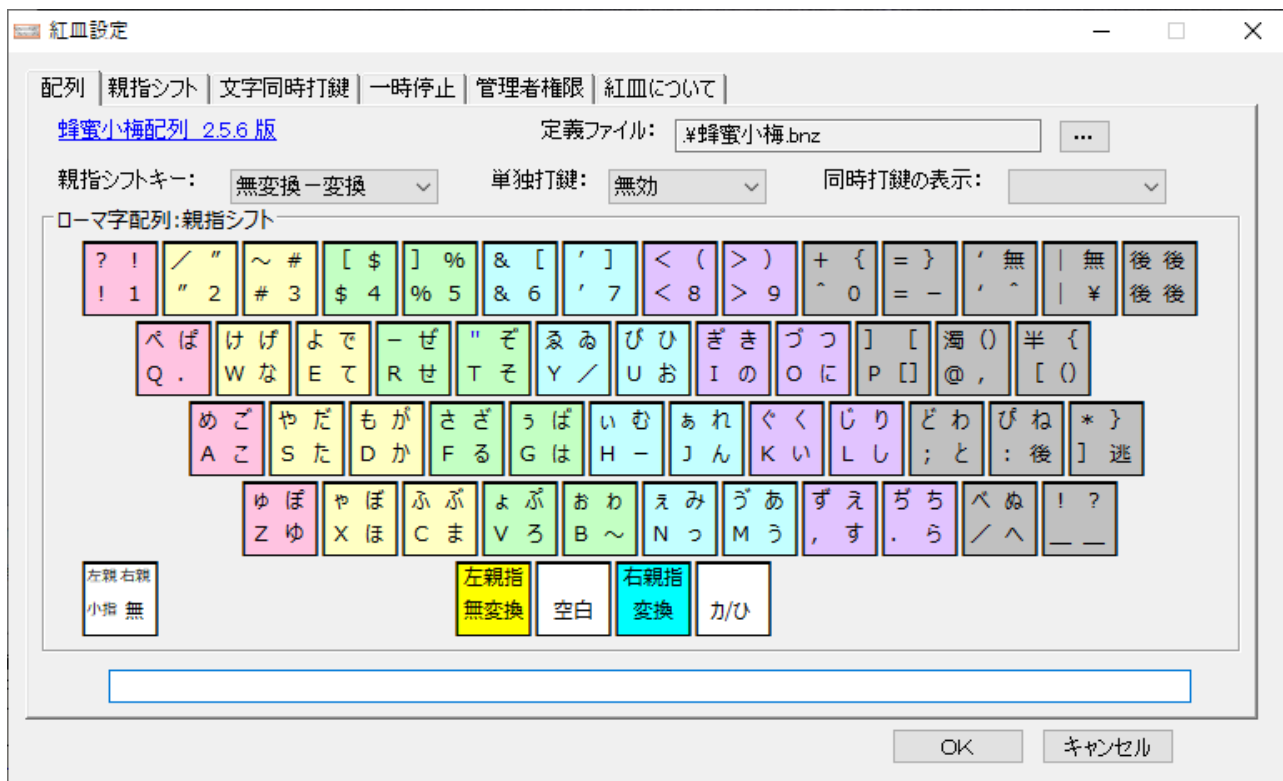 紅皿設定
配列 親指シフト 文字同時打鍵 一時停止 管理者権限 紅皿について
蜂蜜小梅配列 2.5.6 版 定義ファイル: .¥蜂蜜小梅.bnz ...
親指シフトキー: 無変換－変換 単独打鍵: 無効 同時打鍵の表示:
ローマ字配列:親指シフト
? ! ／ ″ ～ # [ $ ] % & [ ′ ] < ( > ) + { = } ‘ 無 | 無 後 後
! 1 ″ 2 # 3 $ 4 % 5 & 6 ′ 7 < 8 > 9 ^ 0 = － ‘ ^ | ¥ 後 後
ぺ ぱ け げ よ で － ぜ " ぞ ゑ ゐ ぴ ひ ぎ き づ つ ] [ 濁 () 半 {
Q . W な E て R せ T そ Y ／ U お I の O に P [] @ , [ ()
め ご や だ も が さ ざ ぅ ば ぃ む ぁ れ ぐ く じ り ど わ ぴ ね * }
A こ S た D か F る G は H － J ん K い L し ; と : 後 ] 逃
ゅ ぽ ゃ ぼ ふ ぶ ょ ぷ ぉ ゎ ぇ み ゔ あ ず え ぢ ち べ ぬ ! ?
Z ゆ X ほ C ま V ろ B ～ N っ M う , す . ら ／ へ ＿ ＿
左親 右親 左親指 右親指
小指 無 無変換 空白 変換 カ/ひ
OK キャンセル